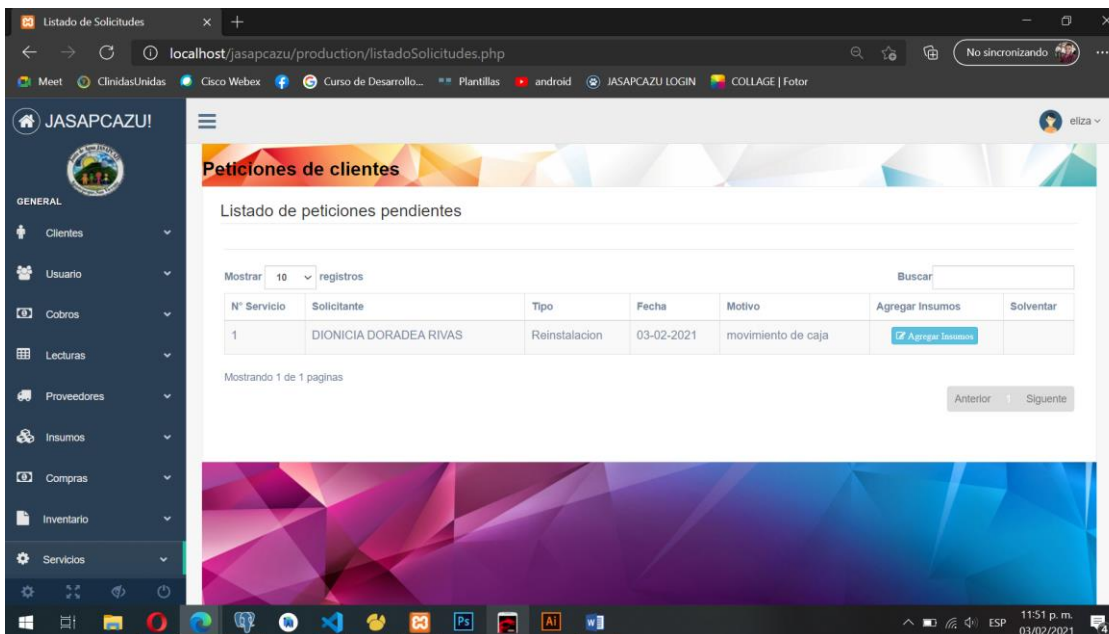 Listado de Solicitudes
localhost/jasapcazu/production/listadoSolicitudes.php
No sincronizando
Meet ClinidasUnidas Cisco Webex Curso de Desarrollo... Plantillas android JASAPCAZU LOGIN COLLAGE | Fotor
JASAPCAZU!
eliza
GENERAL
Clientes
Usuario
Cobros
Lecturas
Proveedores
Insumos
Compras
Inventario
Servicios
Peticiones de clientes
Listado de peticiones pendientes
Mostrar 10 registros Buscar
N° Servicio Solicitante Tipo Fecha Motivo Agregar Insumos Solventar
1 DIONICIA DORADEA RIVAS Reinstalacion 03-02-2021 movimiento de caja Agregar Insumos
Mostrando 1 de 1 paginas
Anterior 1 Siguente
Ps Ai
ESP
11:51 p. m.
03/02/2021
4